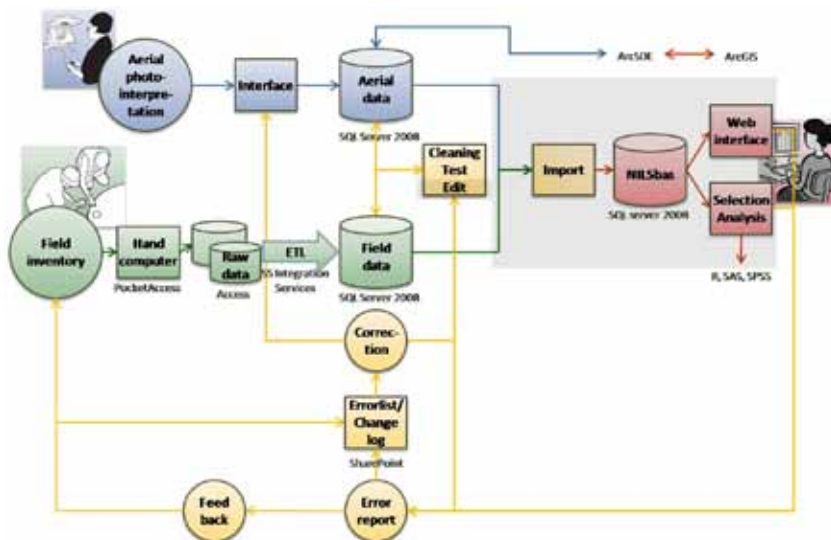 Aerial
photo-
interpre-
tation
Interface
Aerial
data
SQL Server 2008
ArcSDE
ArcGIS
Cleaning
Test
Edit
Import
NILSbas
SQL server 2008
Web
interface
Selection
Analysis
R, SAS, SPSS
Field
inventory
Hand
computer
PocketAccess
Raw
data
Access
ETL
SS Integration
Services
Field
data
SQL Server 2008
Correc-
tion
Errorlist/
Change
log
SharePoint
Feed
back
Error
report